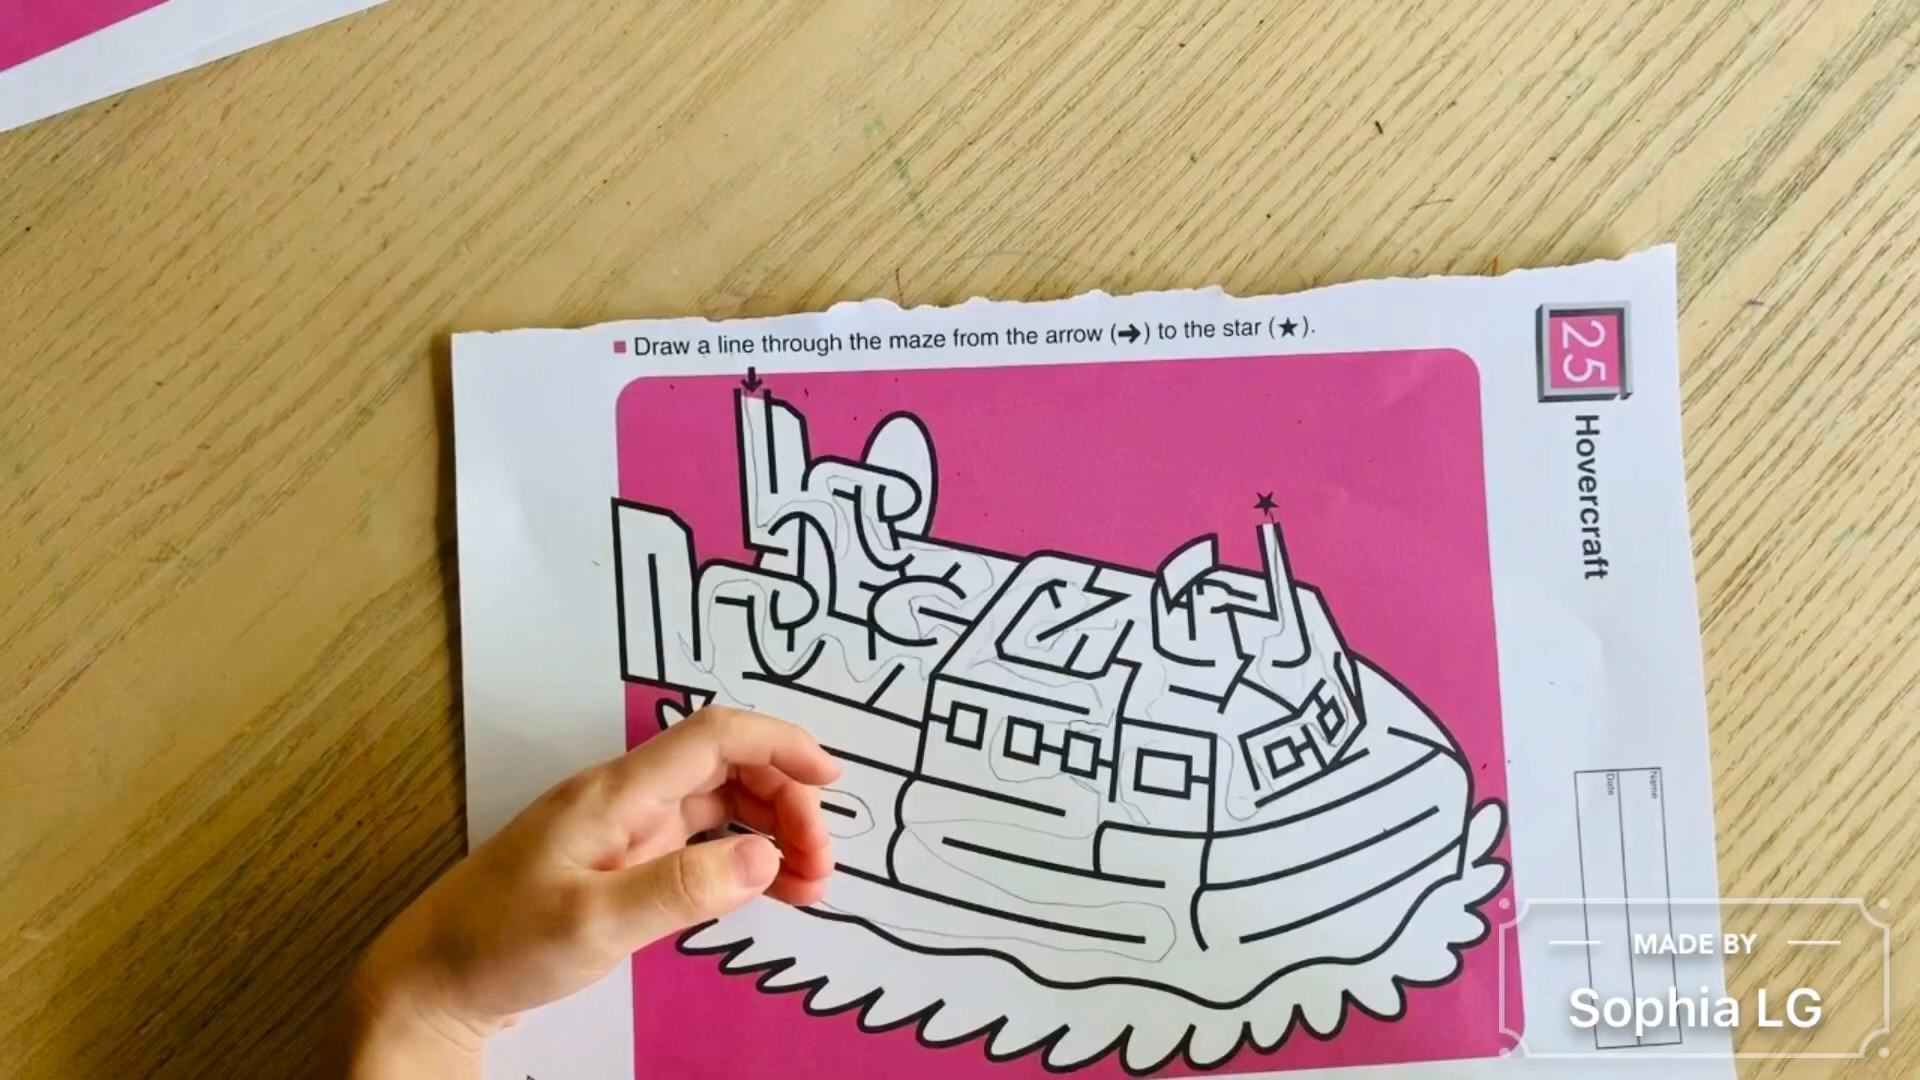 Draw a line through the maze from the arrow (→) to the star (★).
25
Hovercraft
Name
Date
MADE BY
Sophia LG